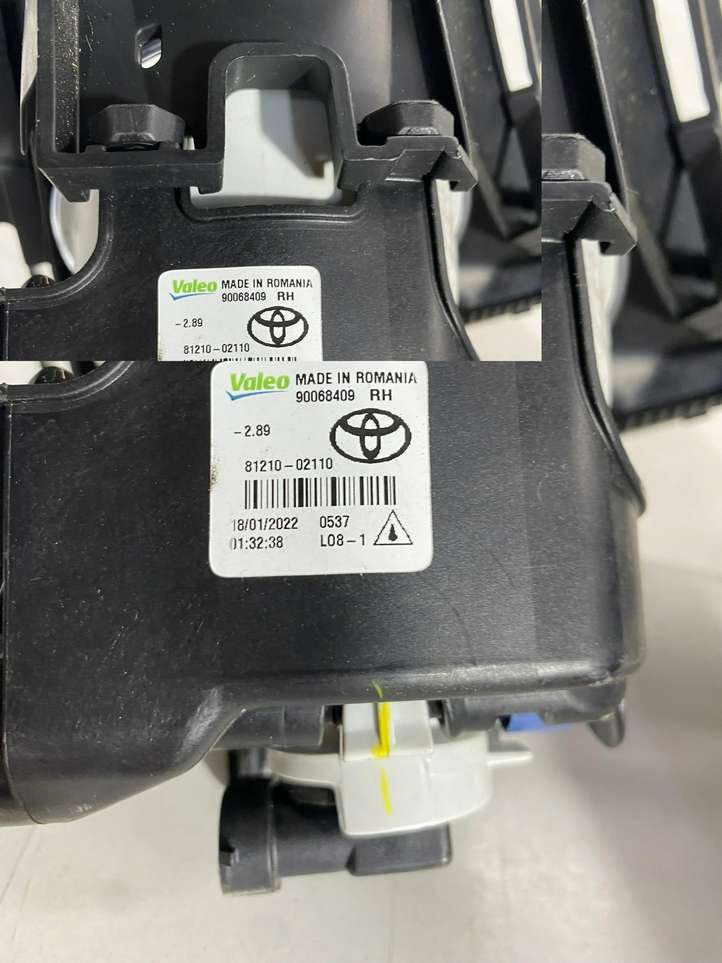 Valeo MADE IN ROMANIA
90068409 RH
-2.89
81210-02110
Valeo MADE IN ROMANIA
90068409 RH
-2.89
81210-02110
18/01/2022 0537
01:32:38 L08-1